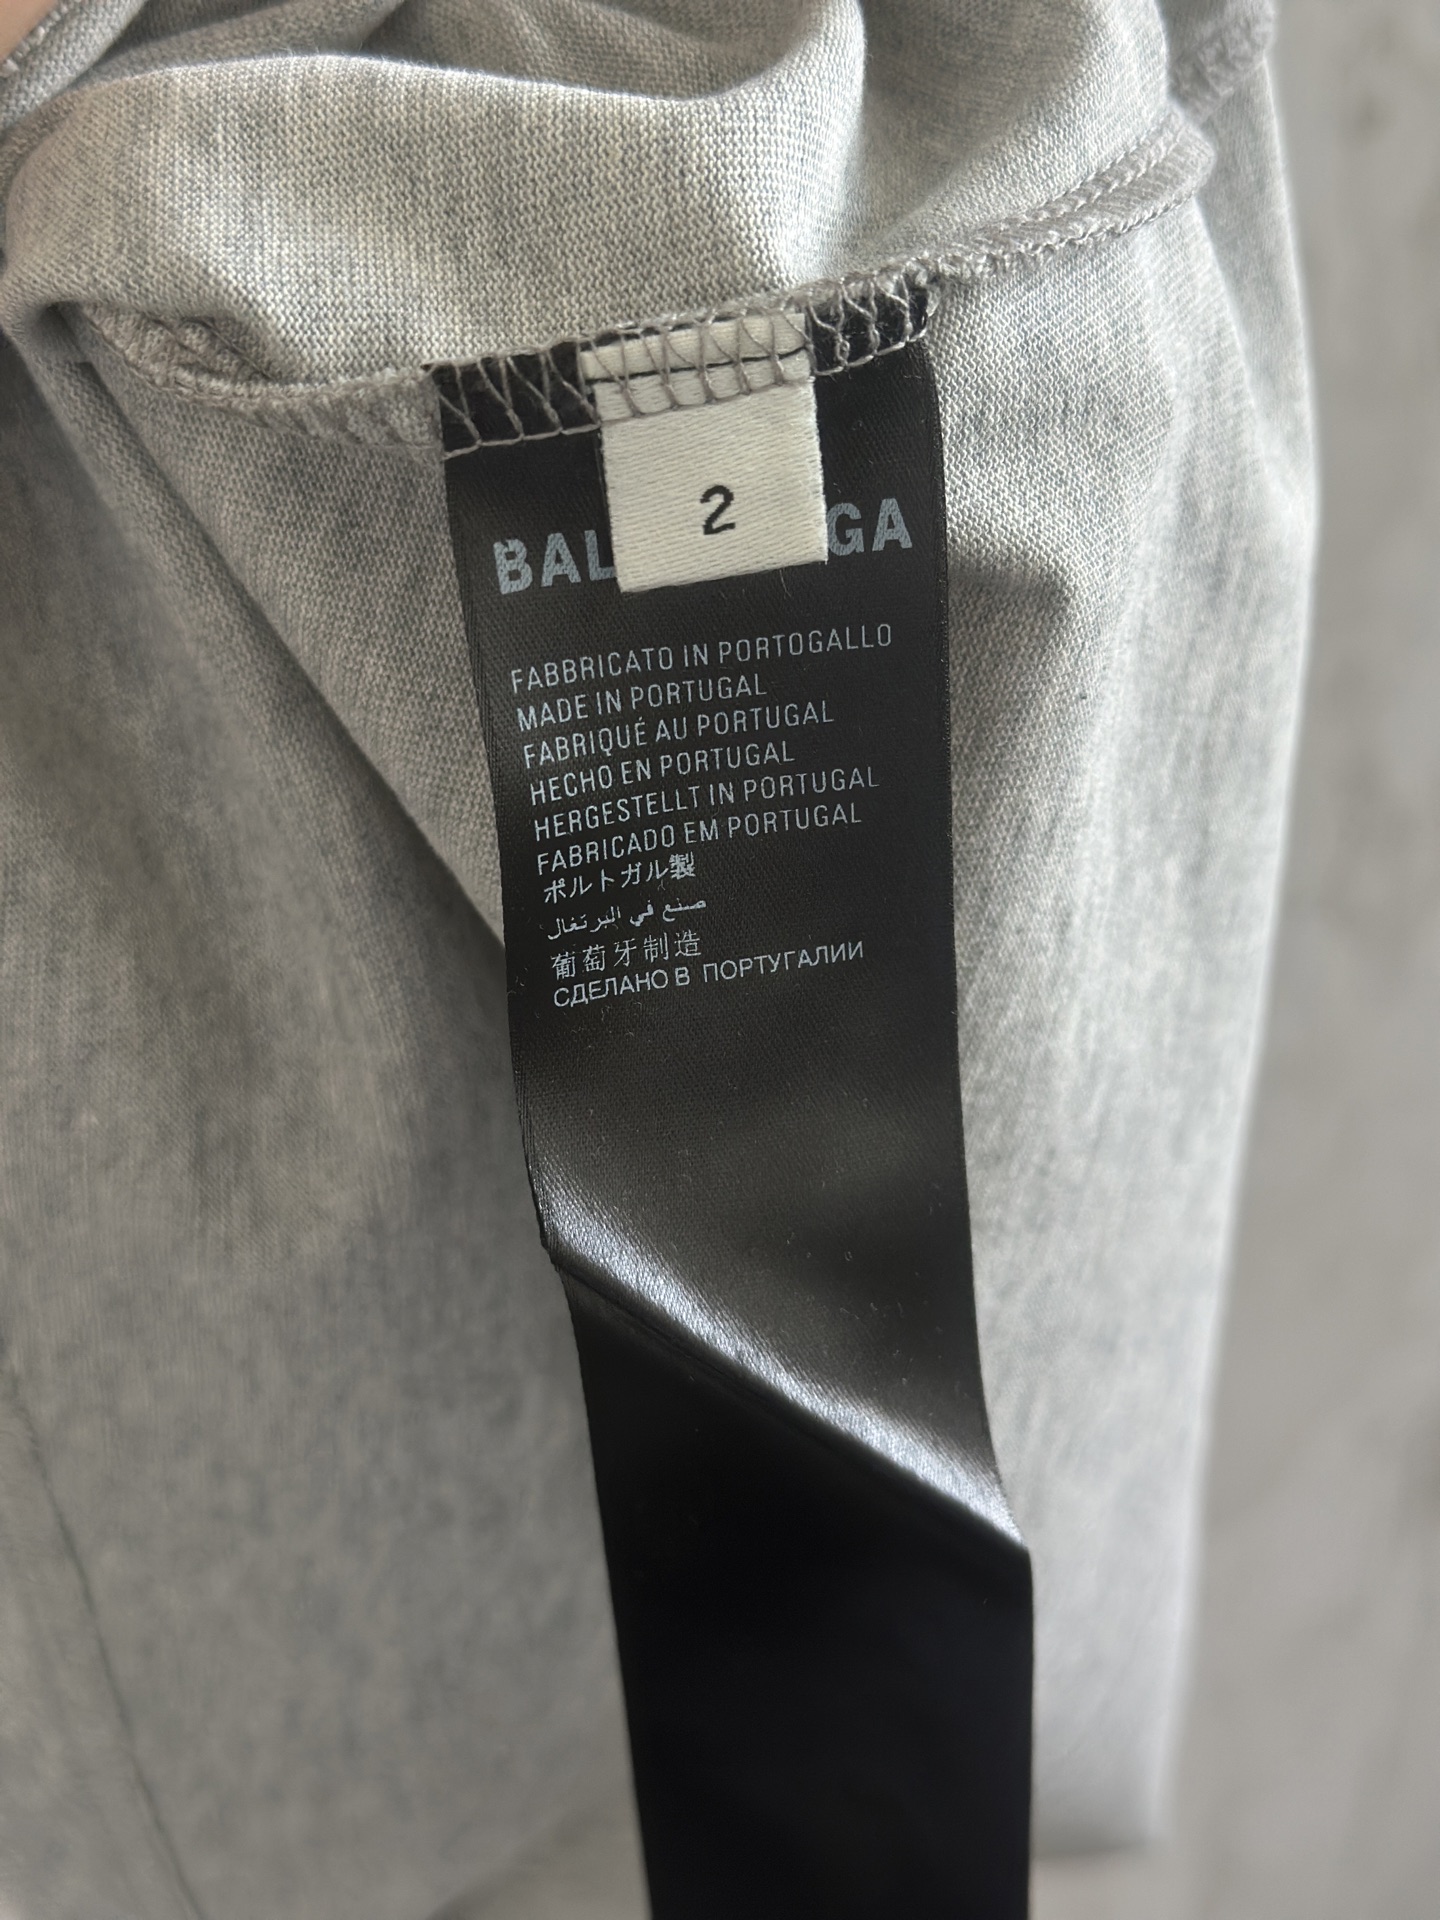 2
BAL GA
FABBRICATO IN PORTOGALLO
MADE IN PORTUGAL
FABRIQUÉ AU PORTUGAL
HECHO EN PORTUGAL
HERGESTELLT IN PORTUGAL
FABRICADO EM PORTUGAL
ポルトガル製
صنع في البرتغال
葡萄牙制造
СДЕЛАНО В ПОРТУГАЛИИ